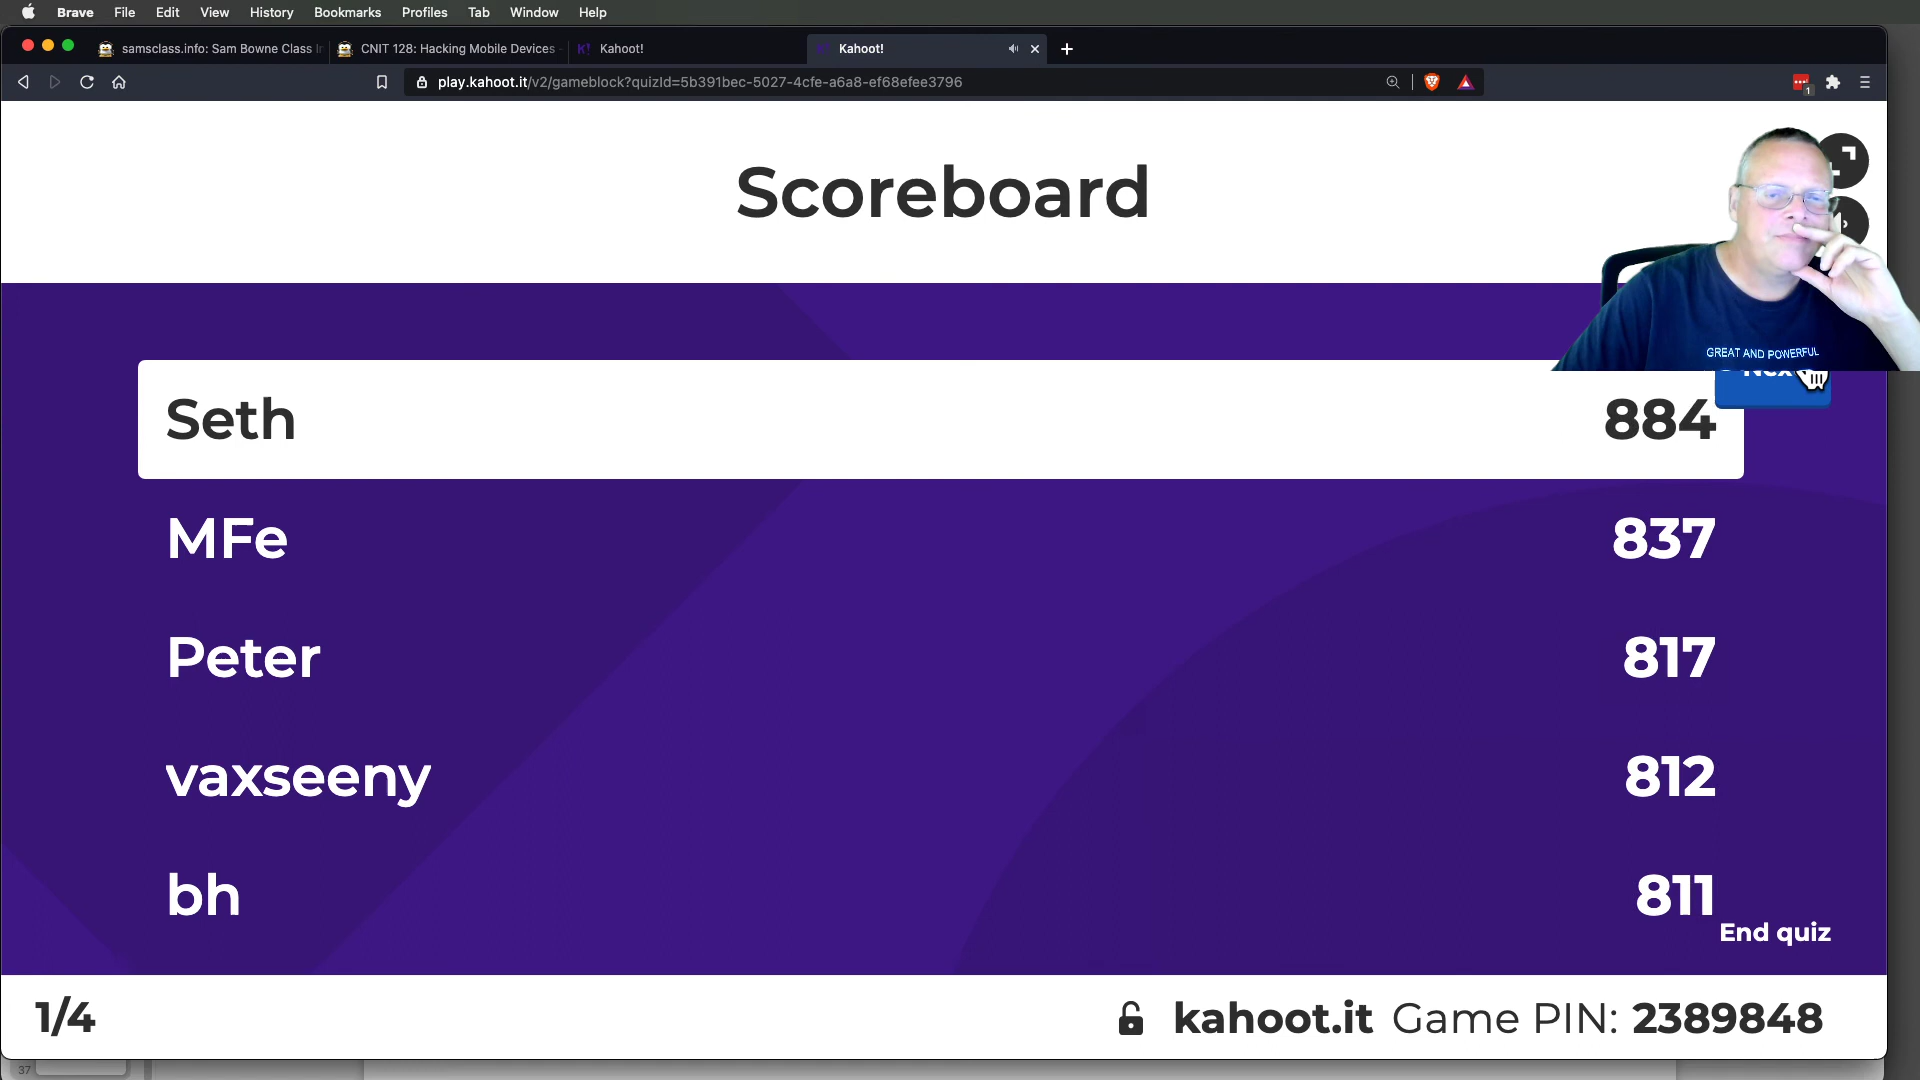 Brave File Edit View History Bookmarks Profiles Tab Window Help
samsclass.info: Sam Bowne Class I
CNIT 128: Hacking Mobile Devices -
Kahoot!
Kahoot!
play.kahoot.it/v2/gameblock?quizId=5b391bec-5027-4cfe-a6a8-ef68efee3796
1
Scoreboard
GREAT AND POWERFUL
Seth 884
MFe 837
Peter 817
vaxseeny 812
bh 811
End quiz
1/4
kahoot.it Game PIN: 2389848
37